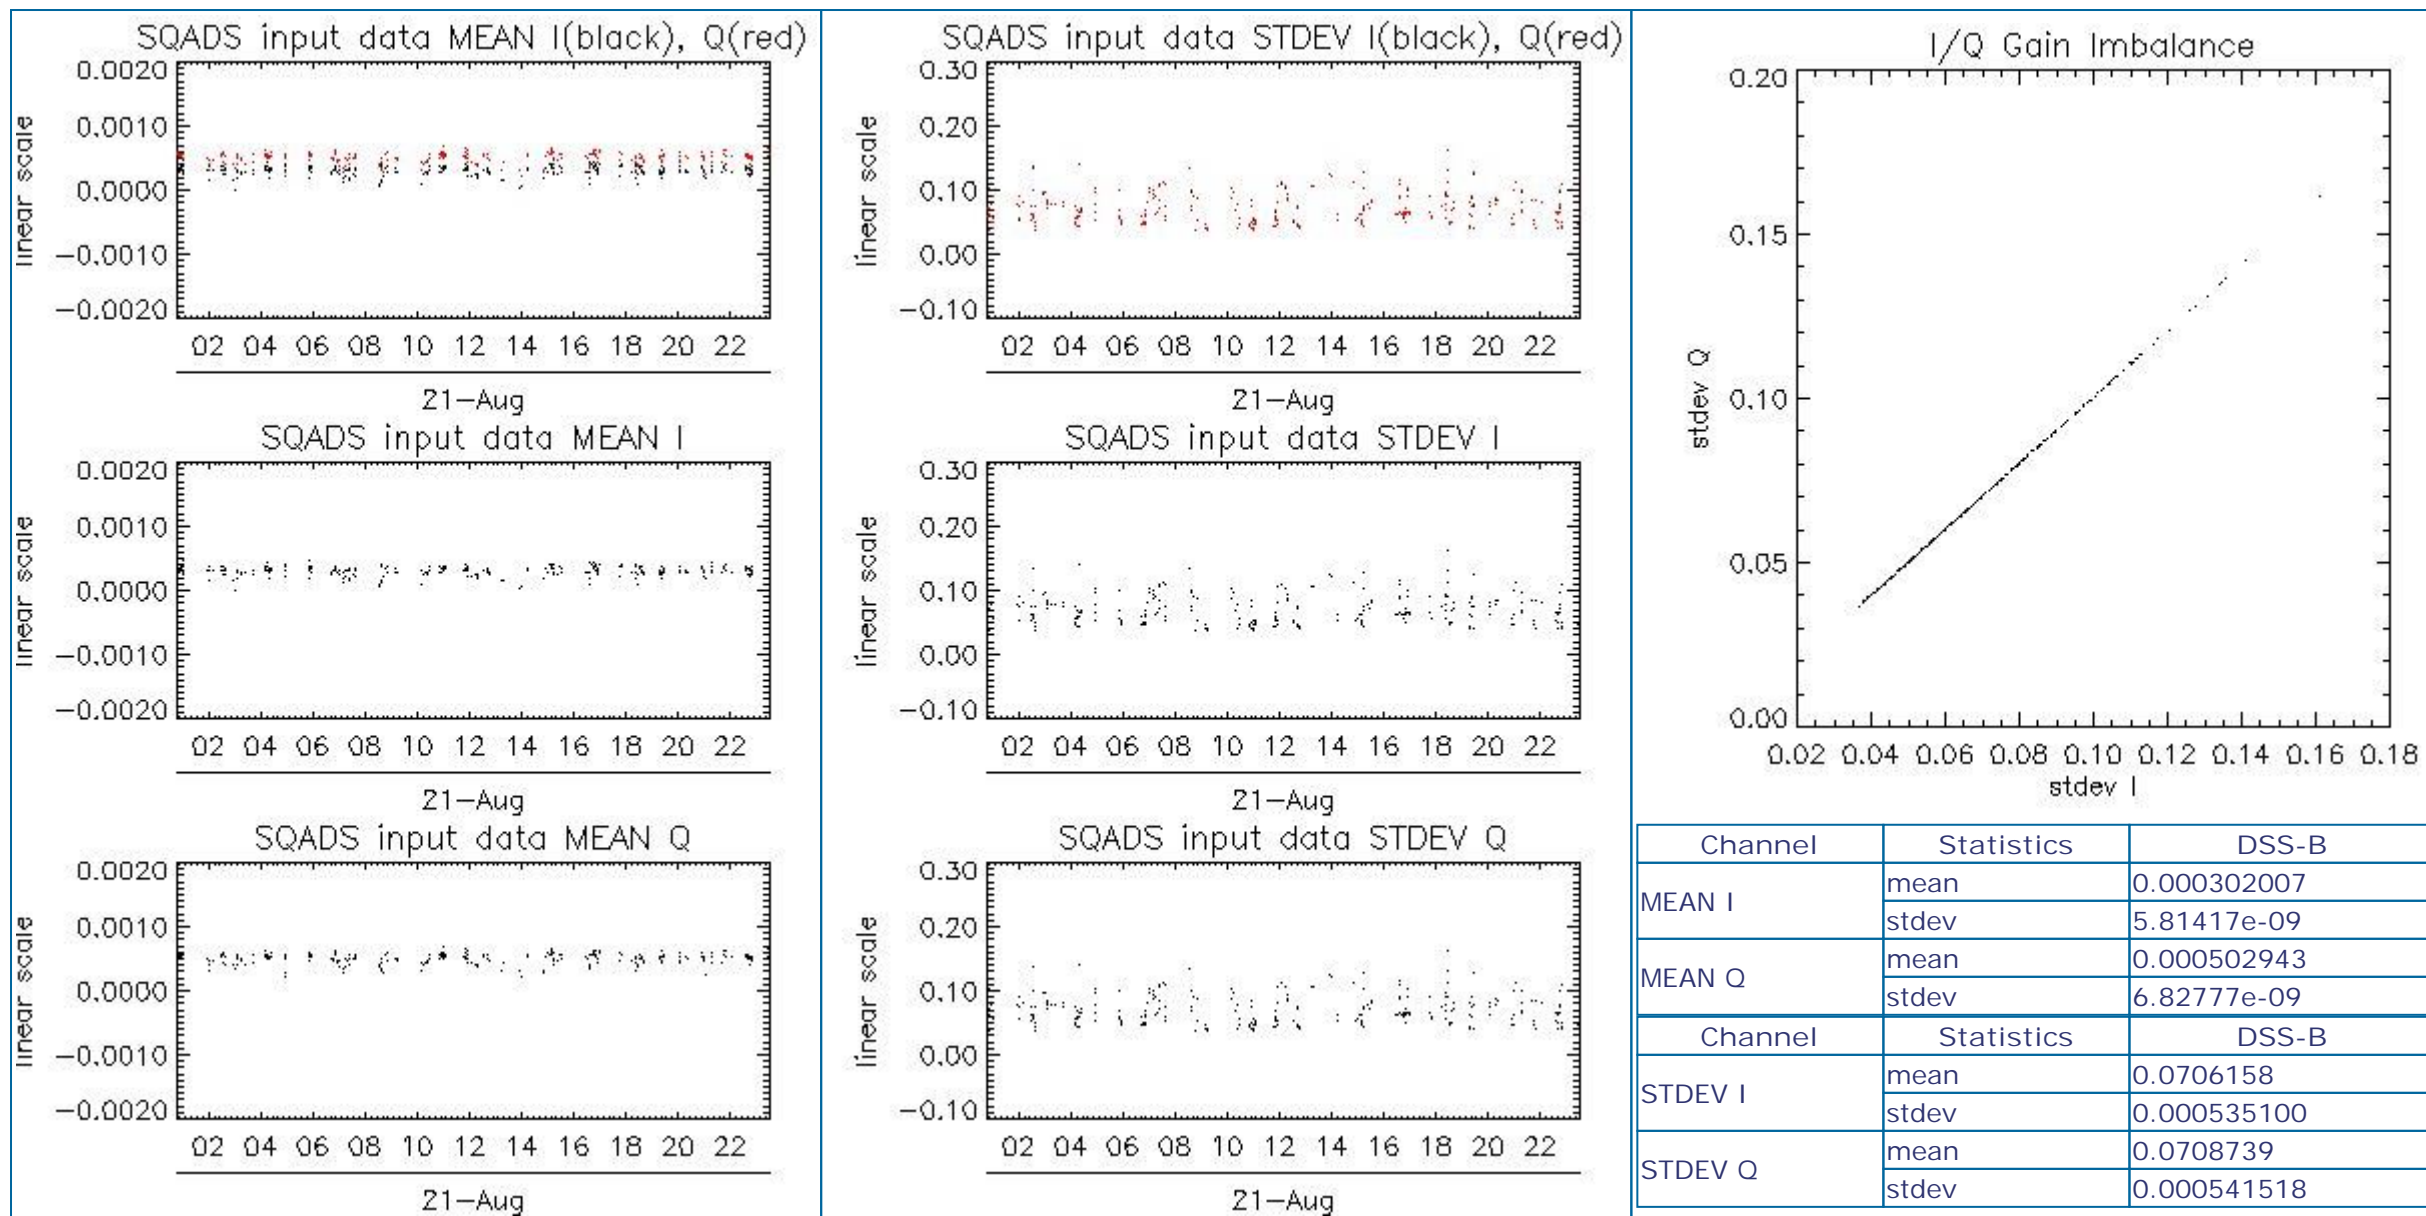 SQADS input data MEAN I(black), Q(red)
linear scale
0.0020
0.0010
0.0000
-0.0010
-0.0020
02 04 06 08 10 12 14 16 18 20 22
21-Aug
SQADS input data MEAN I
linear scale
0.0020
0.0010
0.0000
-0.0010
-0.0020
02 04 06 08 10 12 14 16 18 20 22
21-Aug
SQADS input data MEAN Q
linear scale
0.0020
0.0010
0.0000
-0.0010
-0.0020
02 04 06 08 10 12 14 16 18 20 22
21-Aug
SQADS input data STDEV I(black), Q(red)
linear scale
0.30
0.20
0.10
0.00
-0.10
02 04 06 08 10 12 14 16 18 20 22
21-Aug
SQADS input data STDEV I
linear scale
0.30
0.20
0.10
0.00
-0.10
02 04 06 08 10 12 14 16 18 20 22
21-Aug
SQADS input data STDEV Q
linear scale
0.30
0.20
0.10
0.00
-0.10
02 04 06 08 10 12 14 16 18 20 22
21-Aug
I/Q Gain Imbalance
stdev Q
0.20
0.15
0.10
0.05
0.00
0.02 0.04 0.06 0.08 0.10 0.12 0.14 0.16 0.18
stdev I
Channel Statistics DSS-B
MEAN I mean 0.000302007
stdev 5.81417e-09
MEAN Q mean 0.000502943
stdev 6.82777e-09
Channel Statistics DSS-B
STDEV I mean 0.0706158
stdev 0.000535100
STDEV Q mean 0.0708739
stdev 0.000541518